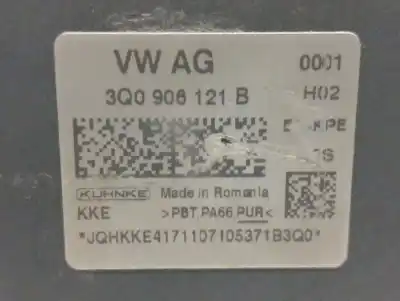 VW AG 0001
3Q0 906 121 B H02
KUHNKE Made in Romania
KKE >PBT,PA66,PUR<
*JQHKKE4171107105371B3Q0*